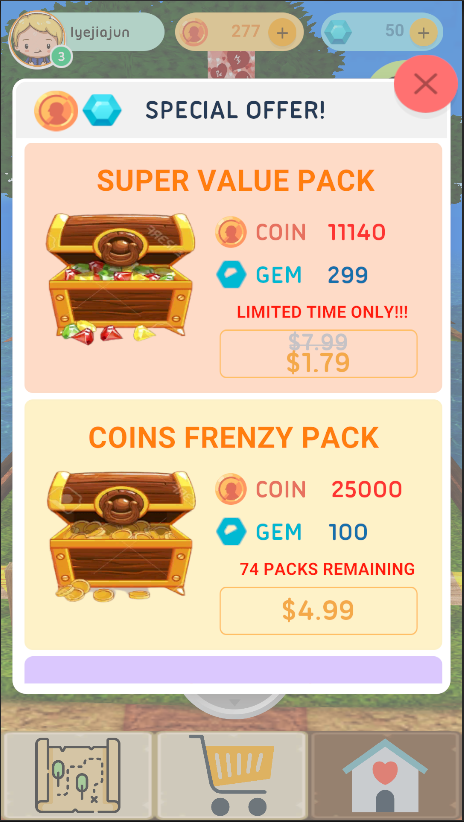 lyejiajun
277 +
50 +
3
SPECIAL OFFER!
SUPER VALUE PACK
COIN 11140
GEM 299
LIMITED TIME ONLY!!!
$7.99
$1.79
COINS FRENZY PACK
COIN 25000
GEM 100
74 PACKS REMAINING
$4.99